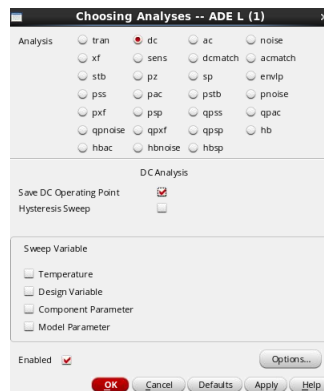 Choosing Analyses -- ADE L (1)
Analysis tran dc ac noise
xf sens dcmatch acmatch
stb pz sp envlp
pss pac pstb pnoise
pxf psp qpss qpac
qpnoise qpxf qpsp hb
hbac hbnoise hbsp
DC Analysis
Save DC Operating Point
Hysteresis Sweep
Sweep Variable
Temperature
Design Variable
Component Parameter
Model Parameter
Enabled Options...
OK Cancel Defaults Apply Help